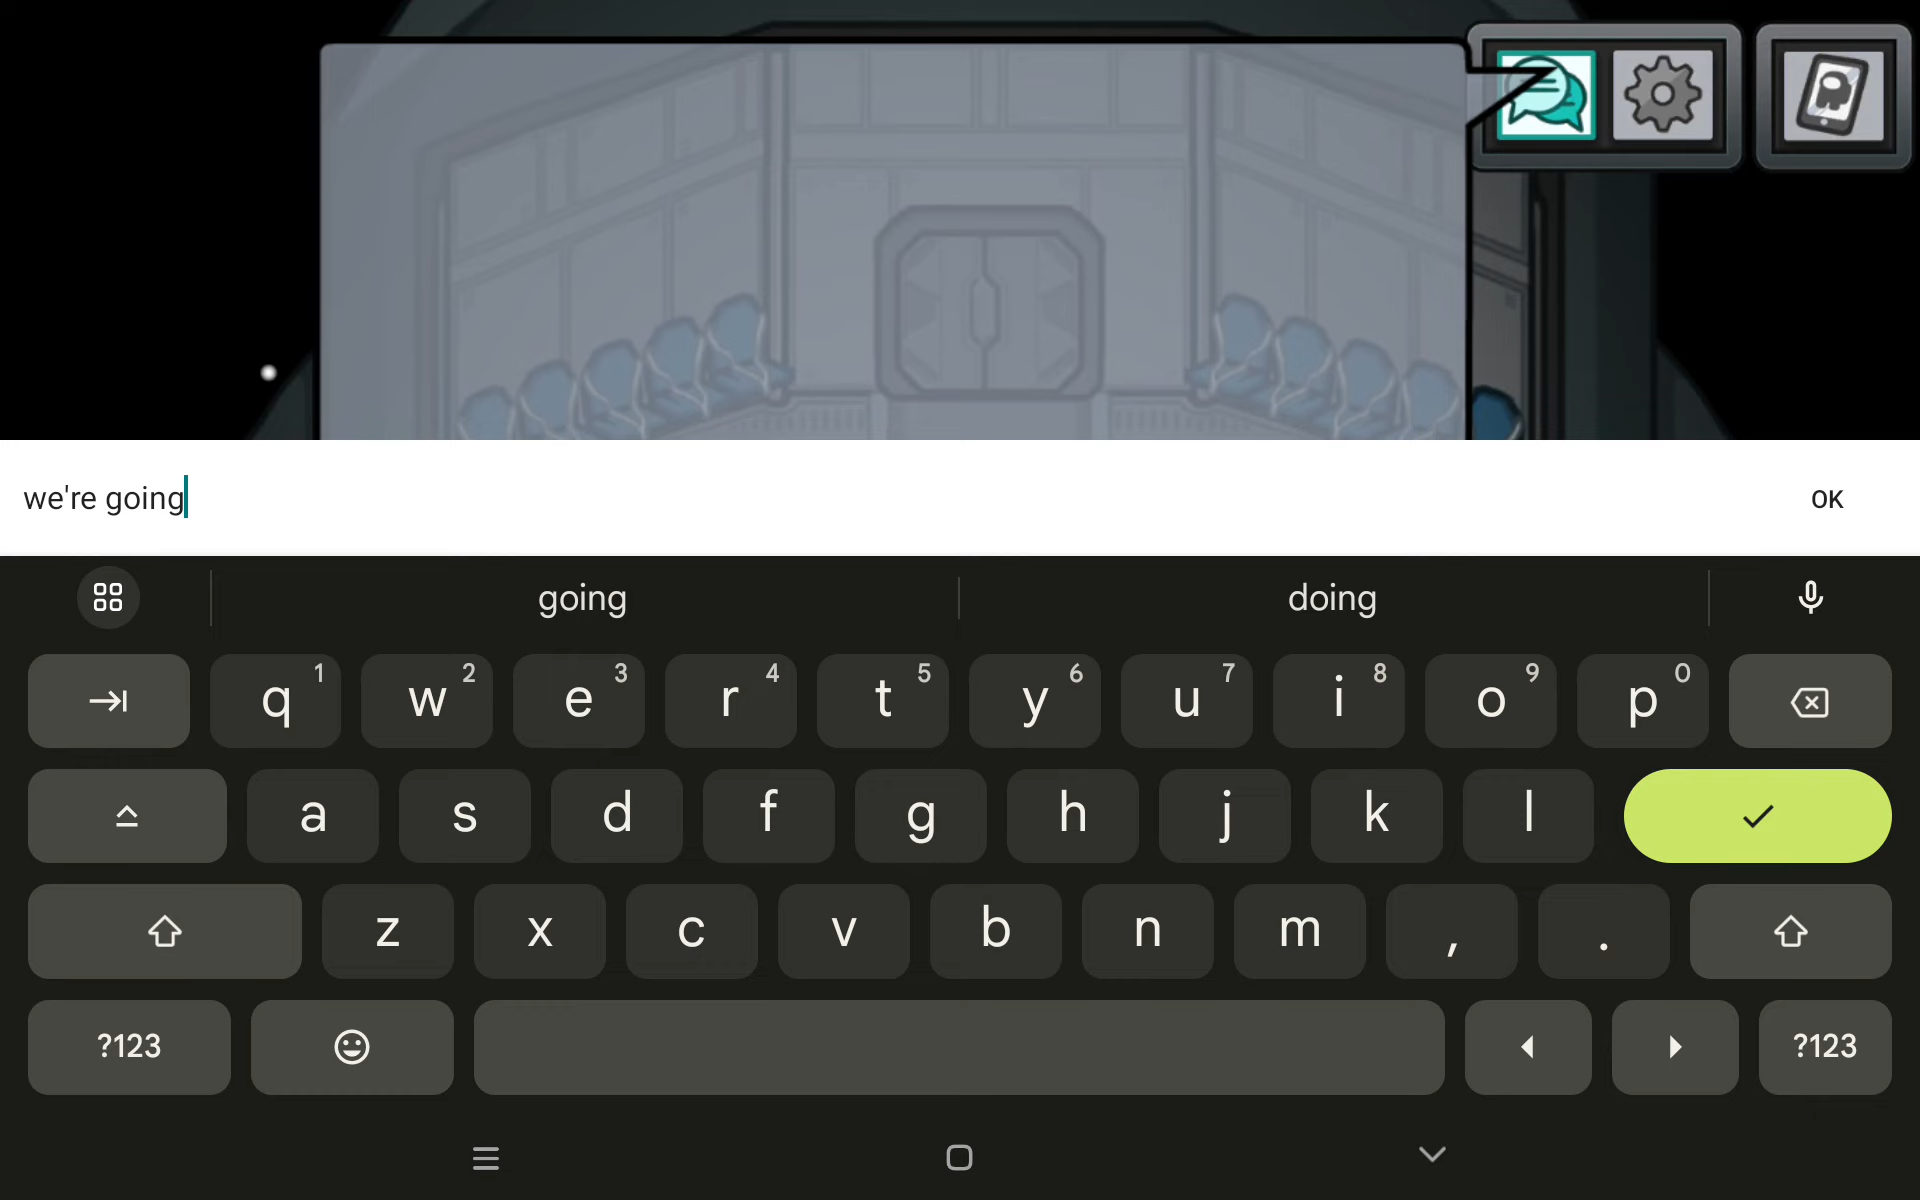 we're going
OK
going
doing
q 1 w 2 e 3 r 4 t 5 y 6 u 7 i 8 o 9 p 0
a s d f g h j k l
z x c v b n m , .
?123 ?123